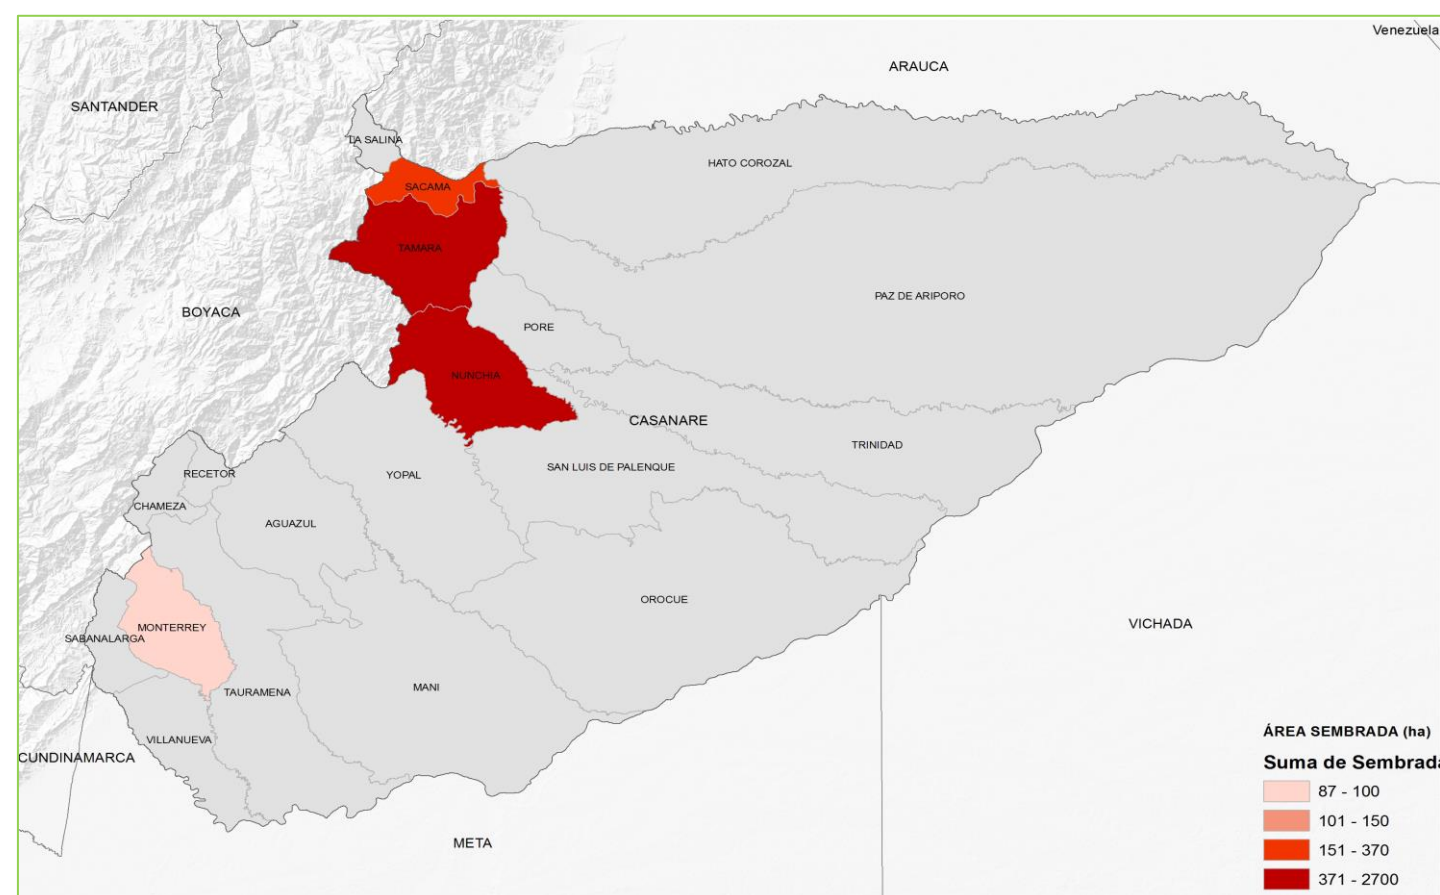 Venezuela
ARAUCA
SANTANDER
LA SALINA
HATO COROZAL
SACAMA
TAMARA
PAZ DE ARIPORO
BOYACA
PORE
NUNCHIA
CASANARE
TRINIDAD
SAN LUIS DE PALENQUE
RECETOR
YOPAL
CHAMEZA
AGUAZUL
OROCUE
VICHADA
MONTERREY
SABANALARGA
MANI
TAURAMENA
VILLANUEVA
CUNDINAMARCA
META
ÁREA SEMBRADA (ha)
Suma de Sembrada
87 - 100
101 - 150
151 - 370
371 - 2700